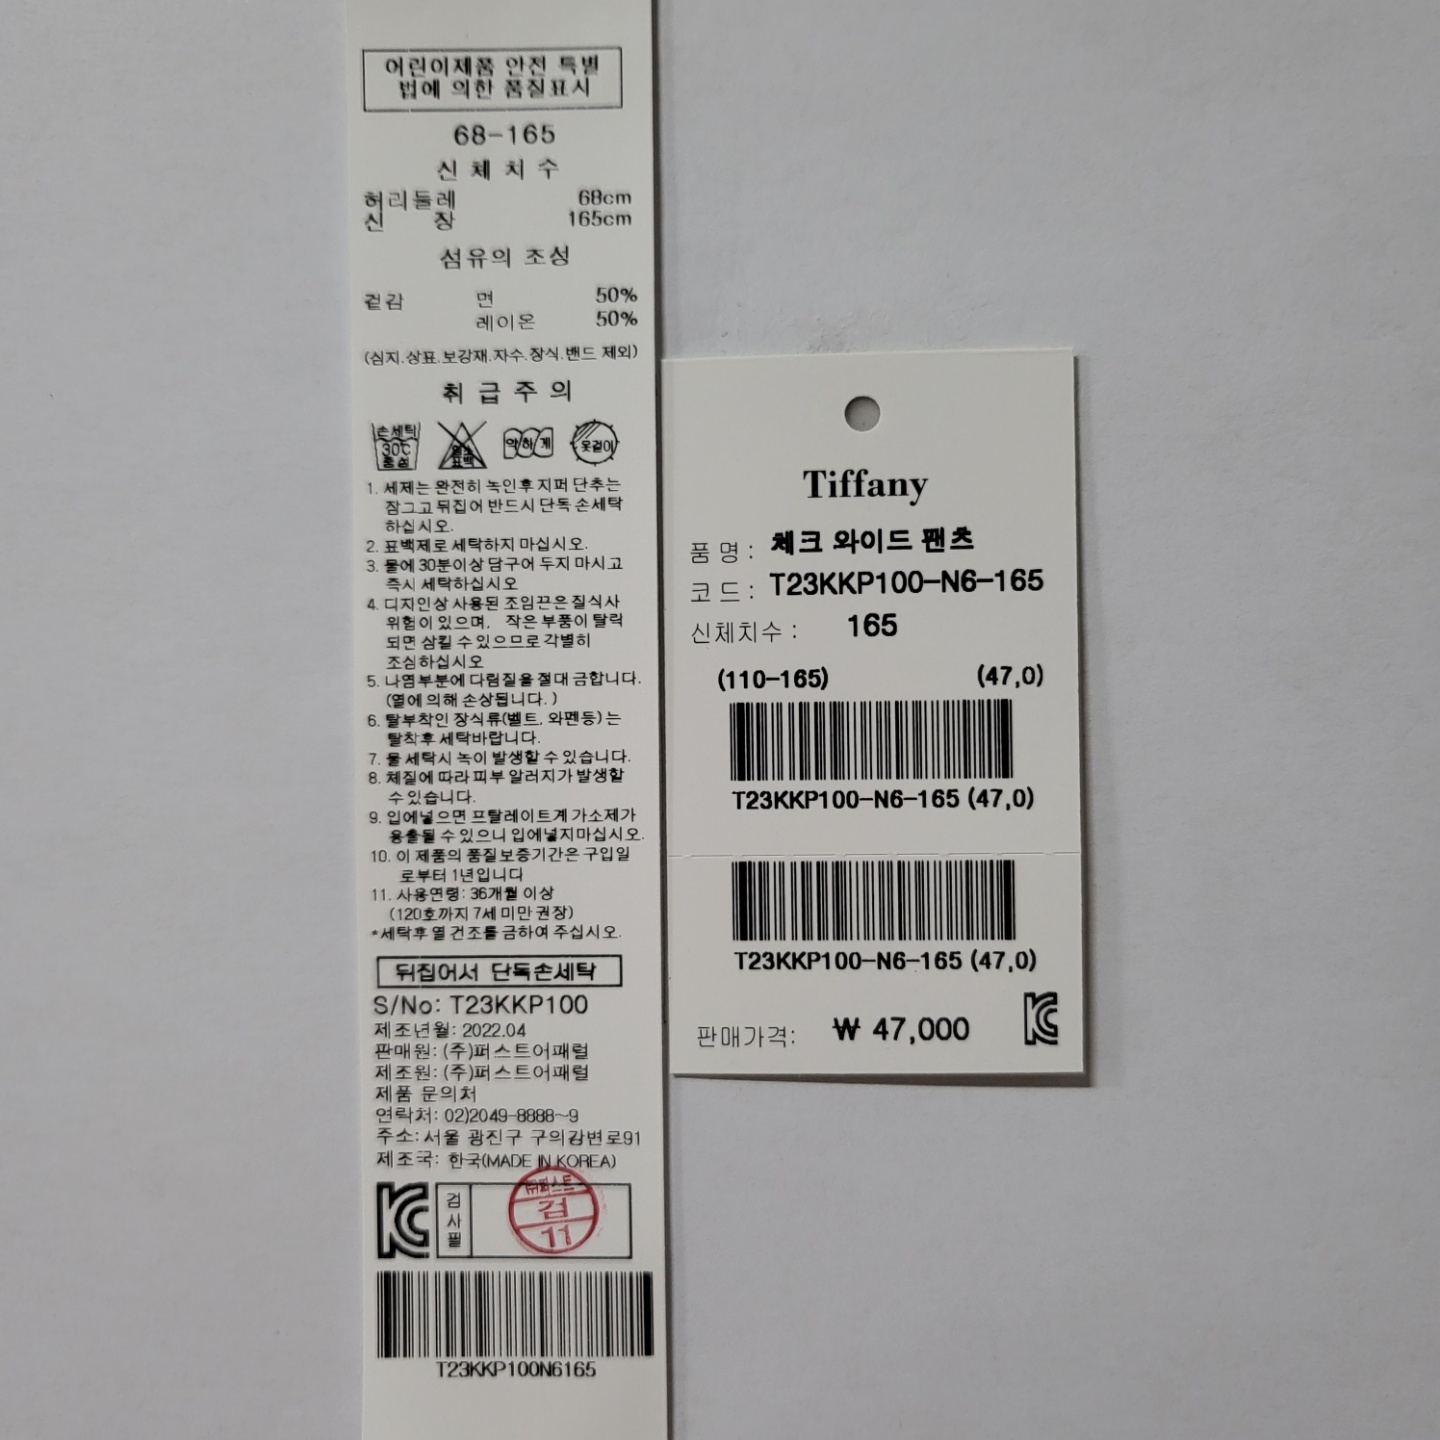 어린이제품 안전 특별
법에 의한 품질표시
68-165
신 체 치 수
허리둘레 68cm
신 장 165cm
섬유의 조성
겉감 면 50%
레이온 50%
(심지.상표.보강재.자수.장식.밴드 제외)
취 급 주 의
손세탁
30℃
중성
염소
표백
약하게
옷걸이
1. 세제는 완전히 녹인후 지퍼 단추는
잠그고 뒤집어 반드시 단독 손세탁
하십시오.
2. 표백제로 세탁하지 마십시오.
3. 물에 30분이상 담구어 두지 마시고
즉시 세탁하십시오
4. 디자인상 사용된 조임끈은 질식사
위험이 있으며, 작은 부품이 탈락
되면 삼킬 수 있으므로 각별히
조심하십시오
5. 나염부분에 다림질을 절대 금합니다.
(열에 의해 손상됩니다.)
6. 탈부착인 장식류(벨트, 와펜등) 는
탈착후 세탁바랍니다.
7. 물 세탁시 녹이 발생할 수 있습니다.
8. 체질에 따라 피부 알러지가 발생할
수 있습니다.
9. 입에넣으면 프탈레이트계 가소제가
용출될 수 있으니 입에넣지마십시오.
10. 이 제품의 품질보증기간은 구입일
로부터 1년입니다
11. 사용연령: 36개월 이상
(120호까지 7세 미만 권장)
*세탁후 열 건조를 금하여 주십시오.
뒤집어서 단독손세탁
S/No: T23KKP100
제조년월: 2022.04
판매원: (주)퍼스트어패럴
제조원: (주)퍼스트어패럴
제품 문의처
연락처: 02)2049-8888~9
주소: 서울 광진구 구의강변로91
제조국: 한국(MADE IN KOREA)
KC
검사필
㈜퍼스트
검
11
T23KKP100N6165
Tiffany
품 명 : 체크 와이드 팬츠
코 드 : T23KKP100-N6-165
신체치수 : 165
(110-165) (47,0)
T23KKP100-N6-165 (47,0)
T23KKP100-N6-165 (47,0)
판매가격: ₩ 47,000
KC